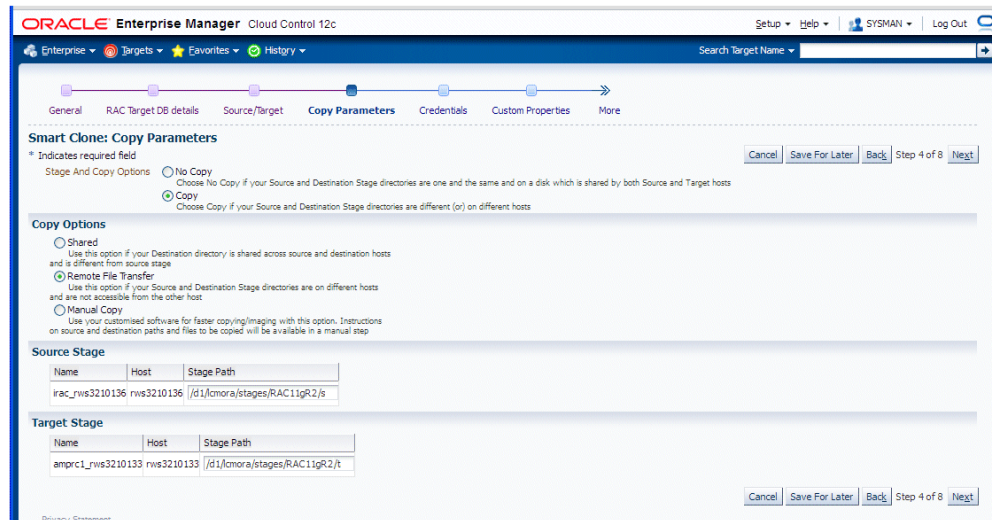 ORACLE Enterprise Manager Cloud Control 12c
Setup Help SYSMAN Log Out
Enterprise Targets Favorites History Search Target Name
General RAC Target DB details Source/Target Copy Parameters Credentials Custom Properties More
Smart Clone: Copy Parameters
* Indicates required field
Cancel Save For Later Back Step 4 of 8 Next
Stage And Copy Options No Copy
Choose No Copy if your Source and Destination Stage directories are one and the same and on a disk which is shared by both Source and Target hosts
Copy
Choose Copy if your Source and Destination Stage directories are different (or) on different hosts
Copy Options
Shared
Use this option if your Destination directory is shared across source and destination hosts
and is different from source stage
Remote File Transfer
Use this option if your Source and Destination Stage directories are on different hosts
and are not accessible from the other host
Manual Copy
Use your customised software for faster copying/imaging with this option. Instructions
on source and destination paths and files to be copied will be available in a manual step
Source Stage
Name Host Stage Path
irac_rws3210136 rws3210136 /d1/lcmora/stages/RAC11gR2/s
Target Stage
Name Host Stage Path
amprc1_rws3210133 rws3210133 /d1/lcmora/stages/RAC11gR2/t
Cancel Save For Later Back Step 4 of 8 Next
Privacy Statement